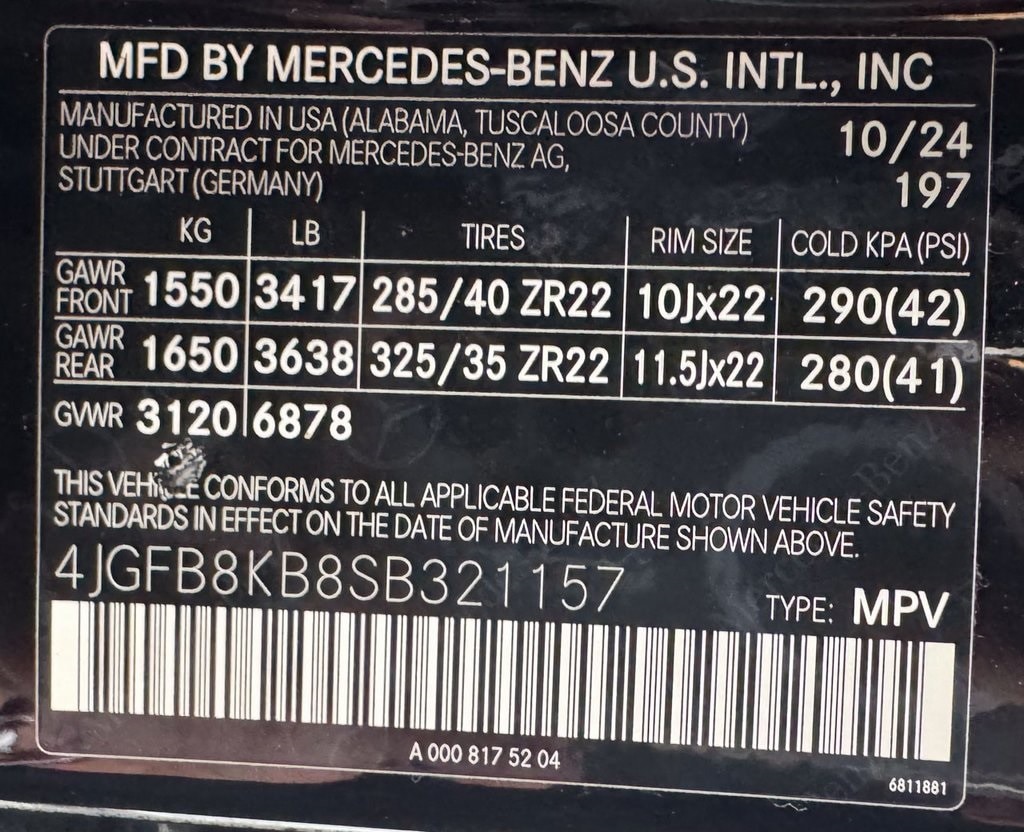 MFD BY MERCEDES-BENZ U.S. INTL., INC
MANUFACTURED IN USA (ALABAMA, TUSCALOOSA COUNTY) 10/24
UNDER CONTRACT FOR MERCEDES-BENZ AG,
STUTTGART (GERMANY) 197
KG LB TIRES RIM SIZE COLD KPA (PSI)
GAWR FRONT 1550 3417 285/40 ZR22 10Jx22 290(42)
GAWR REAR 1650 3638 325/35 ZR22 11.5Jx22 280(41)
GVWR 3120 6878
THIS VEHICLE CONFORMS TO ALL APPLICABLE FEDERAL MOTOR VEHICLE SAFETY
STANDARDS IN EFFECT ON THE DATE OF MANUFACTURE SHOWN ABOVE.
4JGFB8KB8SB321157 TYPE: MPV
A 000 817 52 04
6811881